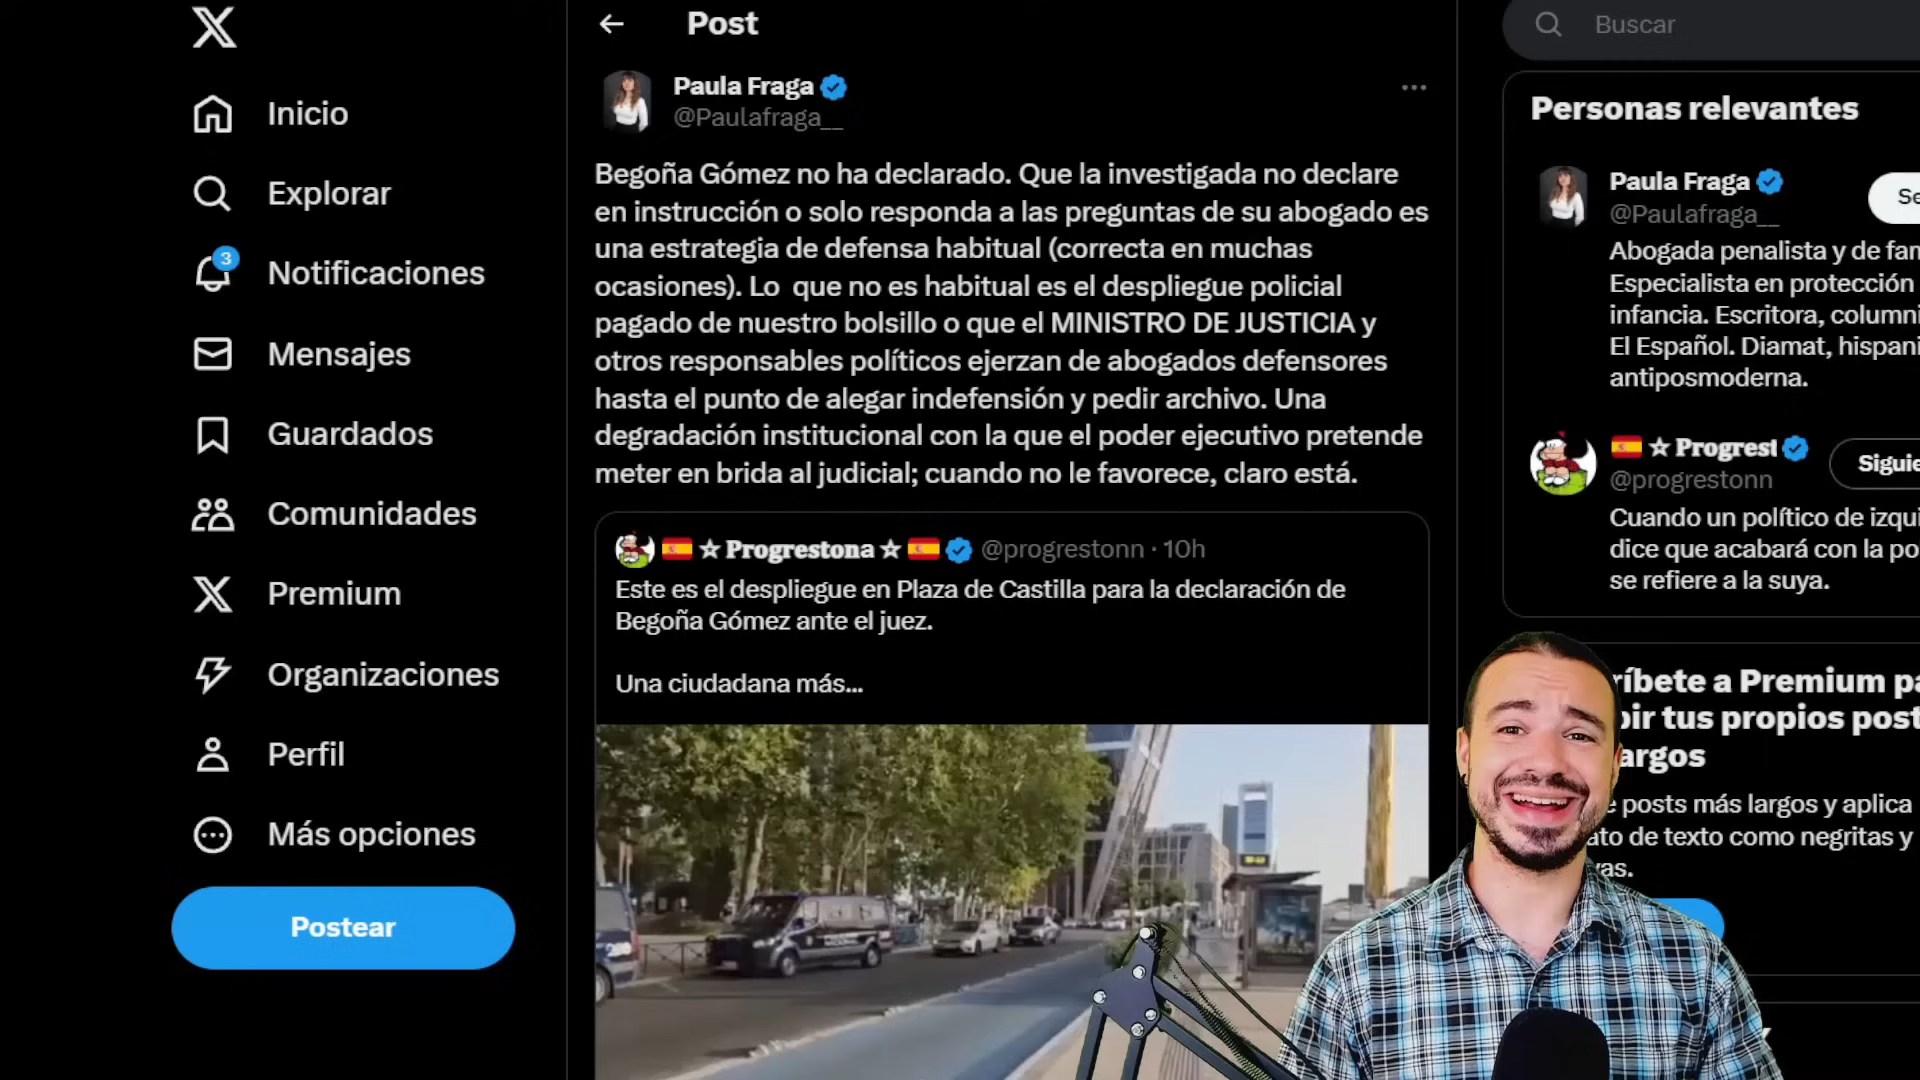 Inicio
Explorar
3
Notificaciones
Mensajes
Guardados
Comunidades
Premium
Organizaciones
Perfil
Más opciones
Postear
Post
Paula Fraga
@Paulafraga__
Begoña Gómez no ha declarado. Que la investigada no declare
en instrucción o solo responda a las preguntas de su abogado es
una estrategia de defensa habitual (correcta en muchas
ocasiones). Lo que no es habitual es el despliegue policial
pagado de nuestro bolsillo o que el MINISTRO DE JUSTICIA y
otros responsables políticos ejerzan de abogados defensores
hasta el punto de alegar indefensión y pedir archivo. Una
degradación institucional con la que el poder ejecutivo pretende
meter en brida al judicial; cuando no le favorece, claro está.
🇪🇸 ☆ Progrestona ☆ 🇪🇸 @progrestonn · 10h
Este es el despliegue en Plaza de Castilla para la declaración de
Begoña Gómez ante el juez.
Una ciudadana más...
Buscar
Personas relevantes
Paula Fraga
@Paulafraga__
Se
Abogada penalista y de fam
Especialista en protección
infancia. Escritora, columni
El Español. Diamat, hispani
antiposmoderna.
🇪🇸 ☆ Progrest
@progrestonn
Siguie
Cuando un político de izqui
dice que acabará con la po
se refiere a la suya.
ríbete a Premium pa
bir tus propios post
argos
e posts más largos y aplica
ato de texto como negritas y
vas.